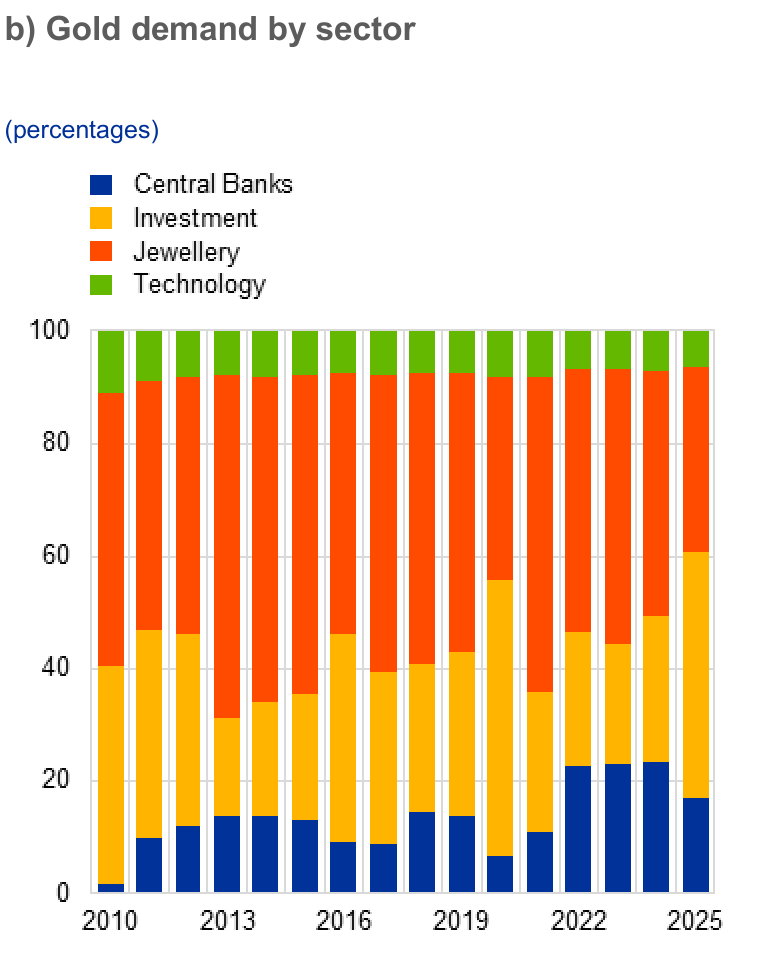 b) Gold demand by sector
(percentages)
Central Banks
Investment
Jewellery
Technology
100
80
60
40
20
0
2010 2013 2016 2019 2022 2025